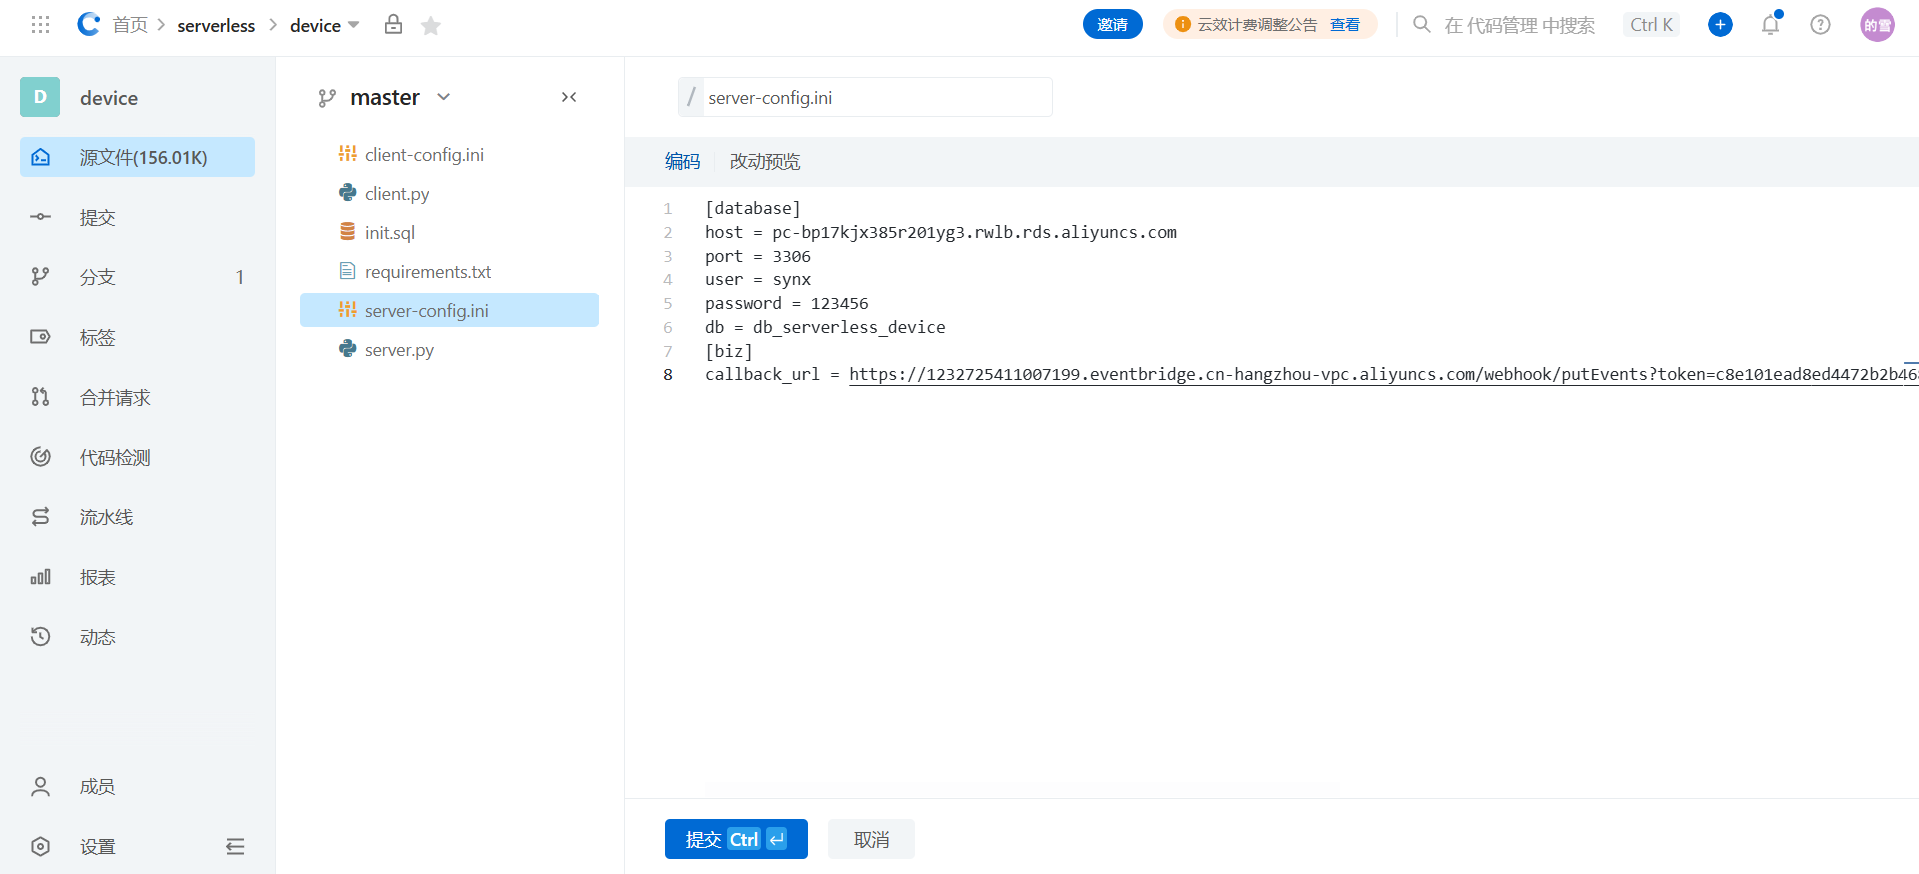 首页 serverless device 邀请 云效计费调整公告 查看 在 代码管理 中搜索 Ctrl K 的雪
D device
源文件(156.01K)
提交
分支 1
标签
合并请求
代码检测
流水线
报表
动态
成员
设置
master
client-config.ini
client.py
init.sql
requirements.txt
server-config.ini
server.py
/ server-config.ini
编码 改动预览
1 [database]
2 host = pc-bp17kjx385r201yg3.rwlb.rds.aliyuncs.com
3 port = 3306
4 user = synx
5 password = 123456
6 db = db_serverless_device
7 [biz]
8 callback_url = https://1232725411007199.eventbridge.cn-hangzhou-vpc.aliyuncs.com/webhook/putEvents?token=c8e101ead8ed4472b2b46
提交 Ctrl 取消